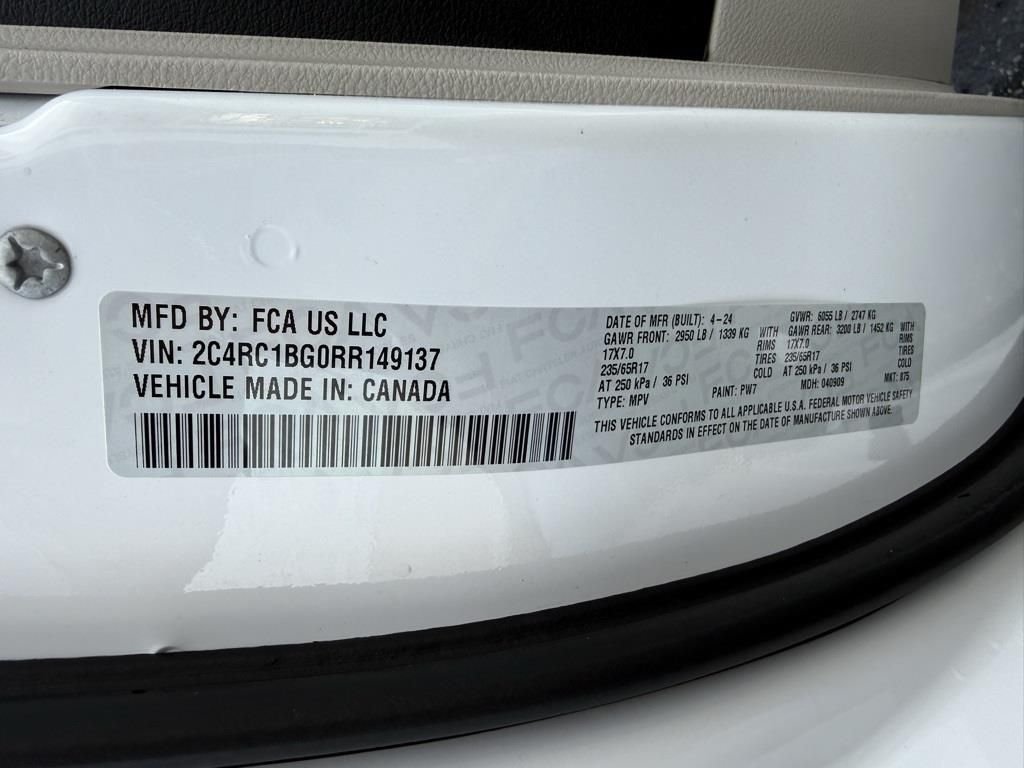 MFD BY: FCA US LLC
VIN: 2C4RC1BG0RR149137
VEHICLE MADE IN: CANADA
DATE OF MFR (BUILT): 4-24 GVWR: 6055 LB / 2747 KG
GAWR FRONT: 2950 LB / 1339 KG WITH GAWR REAR: 3200 LB / 1452 KG WITH
17X7.0 RIMS 17X7.0 RIMS
235/65R17 TIRES 235/65R17 TIRES
AT 250 kPa / 36 PSI COLD AT 250 kPa / 36 PSI COLD
TYPE: MPV PAINT: PW7 MDH: 040909 MKT: 875
THIS VEHICLE CONFORMS TO ALL APPLICABLE U.S.A. FEDERAL MOTOR VEHICLE SAFETY
STANDARDS IN EFFECT ON THE DATE OF MANUFACTURE SHOWN ABOVE.